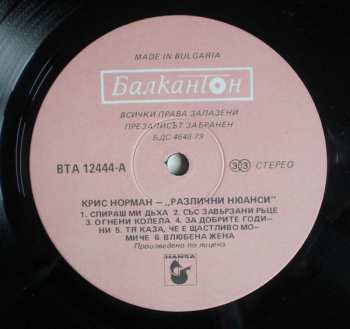 MADE IN BULGARIA
Балкантон
ВСИЧКИ ПРАВА ЗАПАЗЕНИ
ПРЕЗАПИСЪТ ЗАБРАНЕН
БДС 4648-79
ВТА 12444-А 33 СТЕРЕО
КРИС НОРМАН – „РАЗЛИЧНИ НЮАНСИ"
1. СПИРАШ МИ ДЪХА 2. СЪС ЗАВЪРЗАНИ РЪЦЕ
3. ОГНЕНИ КОЛЕЛА 4. ЗА ДОБРИТЕ ГОДИ-
НИ 5. ТЯ КАЗА, ЧЕ Е ЩАСТЛИВО МО-
МИЧЕ 6. ВЛЮБЕНА ЖЕНА
Произведено по лиценз
HANSA